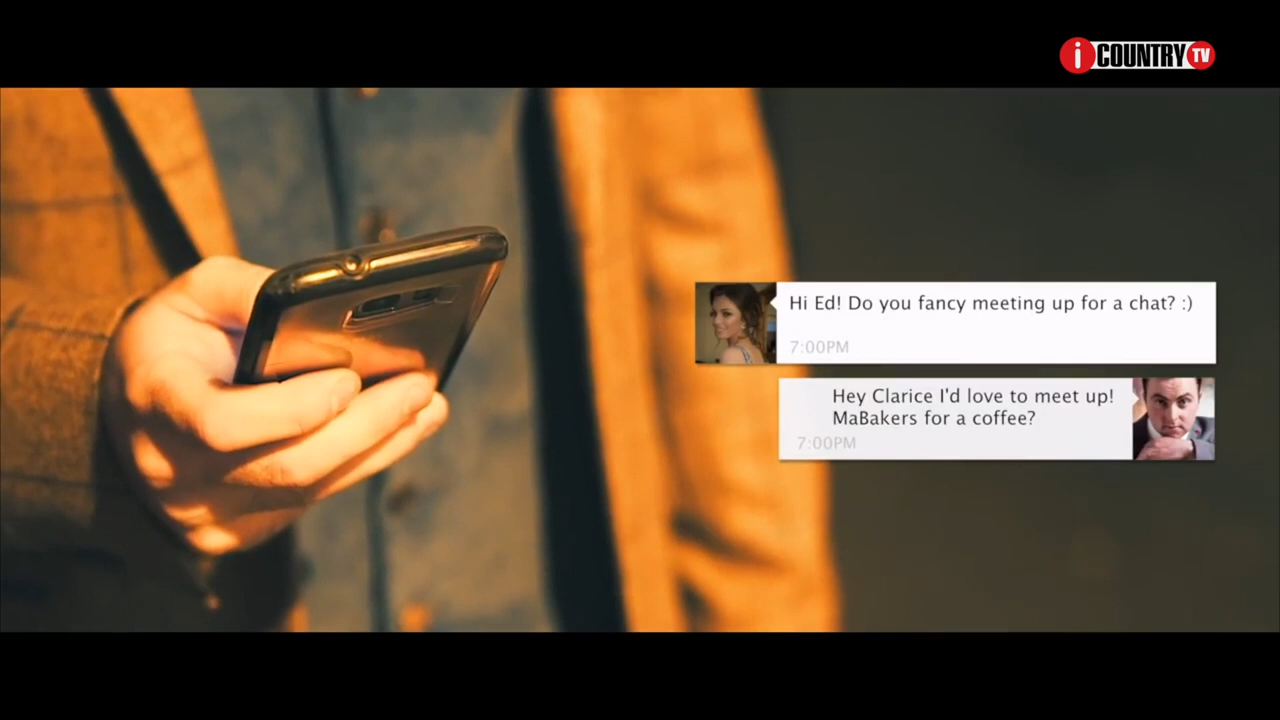 i COUNTRY TV
Hi Ed! Do you fancy meeting up for a chat? :)
7:00PM
Hey Clarice I'd love to meet up!
MaBakers for a coffee?
7:00PM